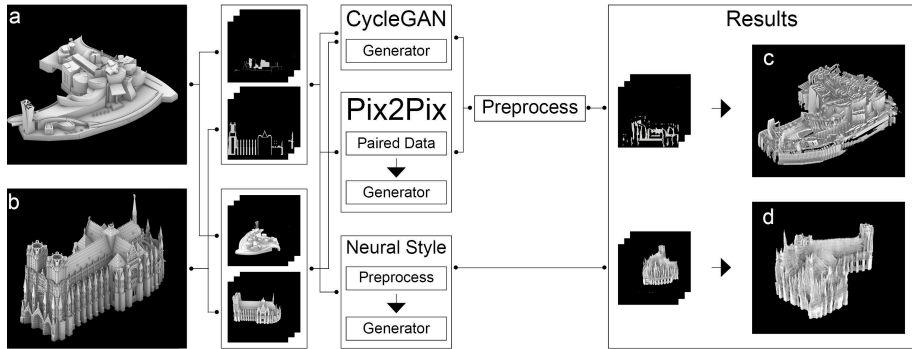 a
b
CycleGAN
Generator
Pix2Pix
Paired Data
Generator
Neural Style
Preprocess
Generator
Preprocess
Results
c
d